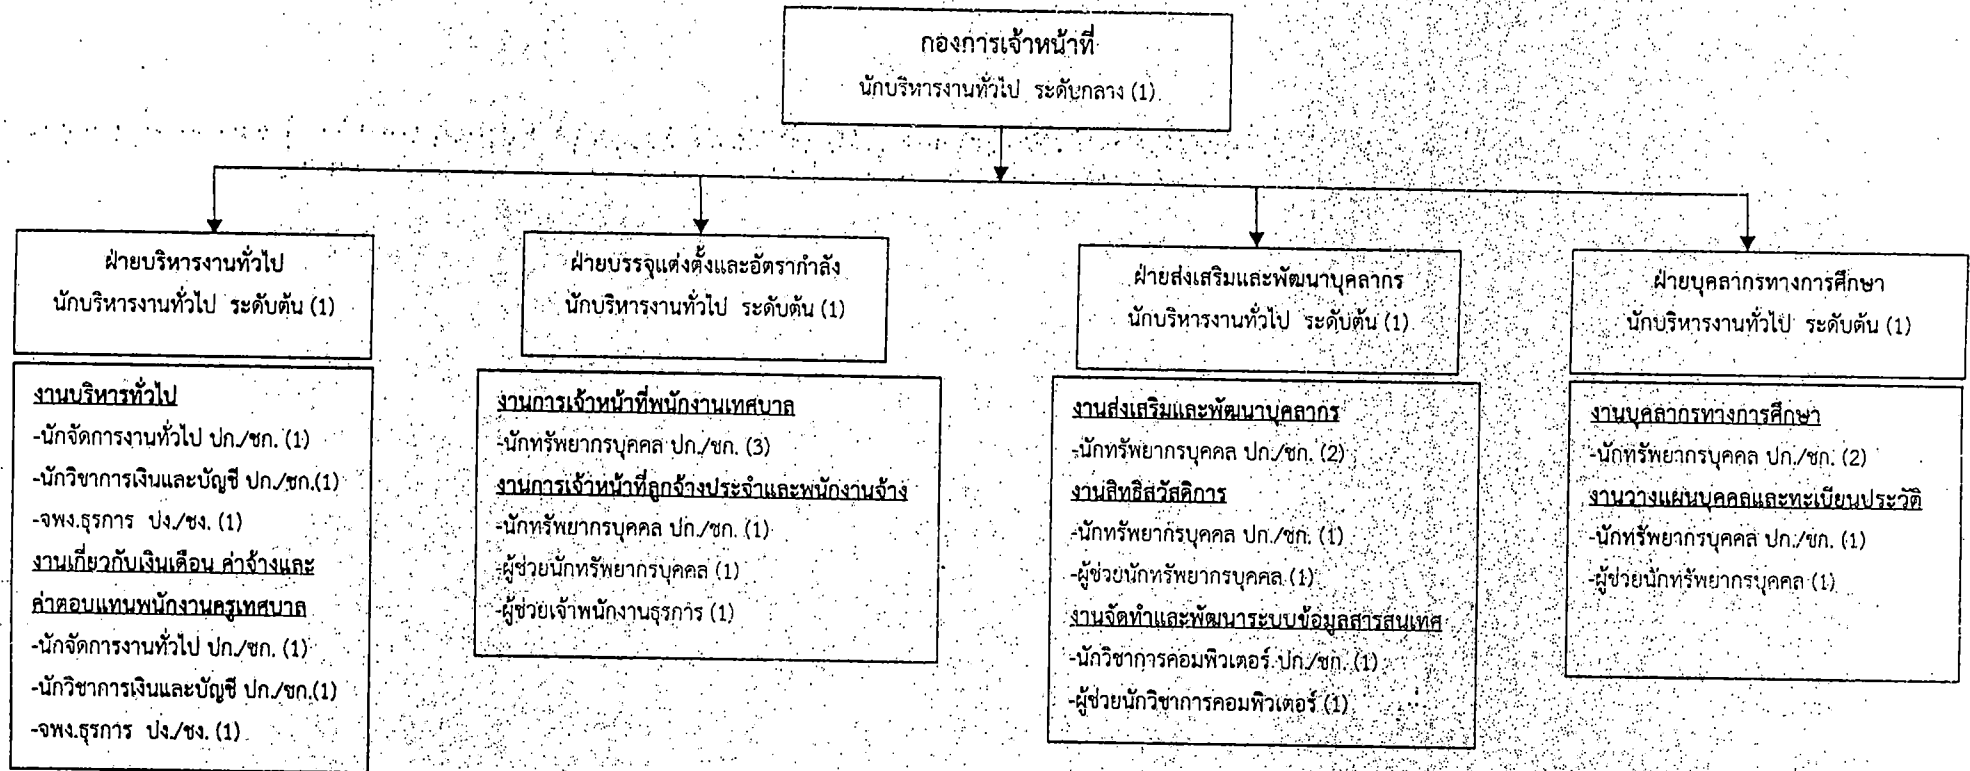 กองการเจ้าหน้าที่
นักบริหารงานทั่วไป ระดับกลาง (1)
ฝ่ายบริหารงานทั่วไป
นักบริหารงานทั่วไป ระดับต้น (1)
งานบริหารทั่วไป
-นักจัดการงานทั่วไป ปก./ชก. (1)
-นักวิชาการเงินและบัญชี ปก./ชก.(1)
-จพง.ธุรการ ปง./ชง. (1)
งานเกี่ยวกับเงินเดือน ค่าจ้างและ
ค่าตอบแทนพนักงานครูเทศบาล
-นักจัดการงานทั่วไป ปก./ชก. (1)
-นักวิชาการเงินและบัญชี ปก./ชก.(1)
-จพง.ธุรการ ปง./ชง. (1)
ฝ่ายบรรจุแต่งตั้งและอัตรากำลัง
นักบริหารงานทั่วไป ระดับต้น (1)
งานการเจ้าหน้าที่พนักงานเทศบาล
-นักทรัพยากรบุคคล ปก./ชก. (3)
งานการเจ้าหน้าที่ลูกจ้างประจำและพนักงานจ้าง
-นักทรัพยากรบุคคล ปก./ชก. (1)
-ผู้ช่วยนักทรัพยากรบุคคล (1)
-ผู้ช่วยเจ้าพนักงานธุรการ (1)
ฝ่ายส่งเสริมและพัฒนาบุคลากร
นักบริหารงานทั่วไป ระดับต้น (1)
งานส่งเสริมและพัฒนาบุคลากร
-นักทรัพยากรบุคคล ปก./ชก. (2)
งานสิทธิสวัสดิการ
-นักทรัพยากรบุคคล ปก./ชก. (1)
-ผู้ช่วยนักทรัพยากรบุคคล (1)
งานจัดทำและพัฒนาระบบข้อมูลสารสนเทศ
-นักวิชาการคอมพิวเตอร์ ปก./ชก. (1)
-ผู้ช่วยนักวิชาการคอมพิวเตอร์ (1)
ฝ่ายบุคลากรทางการศึกษา
นักบริหารงานทั่วไป ระดับต้น (1)
งานบุคลากรทางการศึกษา
-นักทรัพยากรบุคคล ปก./ชก. (2)
งานวางแผนบุคคลและทะเบียนประวัติ
-นักทรัพยากรบุคคล ปก./ชก. (1)
-ผู้ช่วยนักทรัพยากรบุคคล (1)